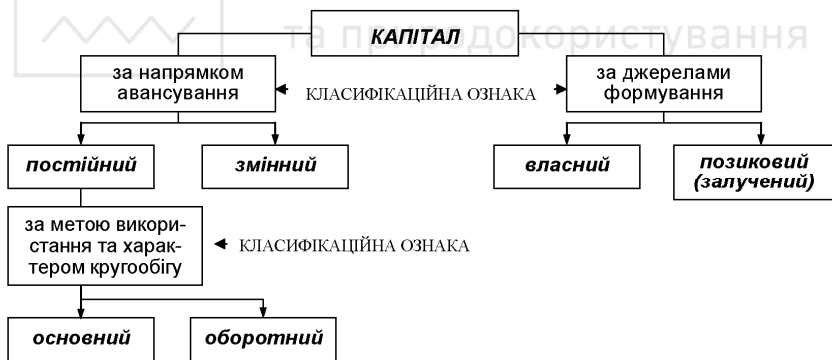 та природокористування
КАПІТАЛ
за напрямком
авансування
КЛАСИФІКАЦІЙНА ОЗНАКА
за джерелами
формування
постійний
змінний
власний
позиковий
(залучений)
за метою викори-
стання та харак-
тером кругообігу
КЛАСИФІКАЦІЙНА ОЗНАКА
основний
оборотний